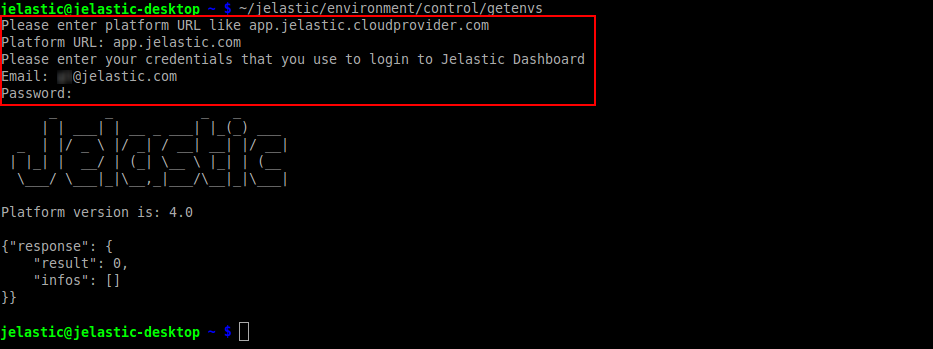 jelastic@jelastic-desktop ~ $ ~/jelastic/environment/control/getenvs
Please enter platform URL like app.jelastic.cloudprovider.com
Platform URL: app.jelastic.com
Please enter your credentials that you use to login to Jelastic Dashboard
Email: @jelastic.com
Password:
Jelastic
Platform version is: 4.0
{"response": {
    "result": 0,
    "infos": []
}}
jelastic@jelastic-desktop ~ $